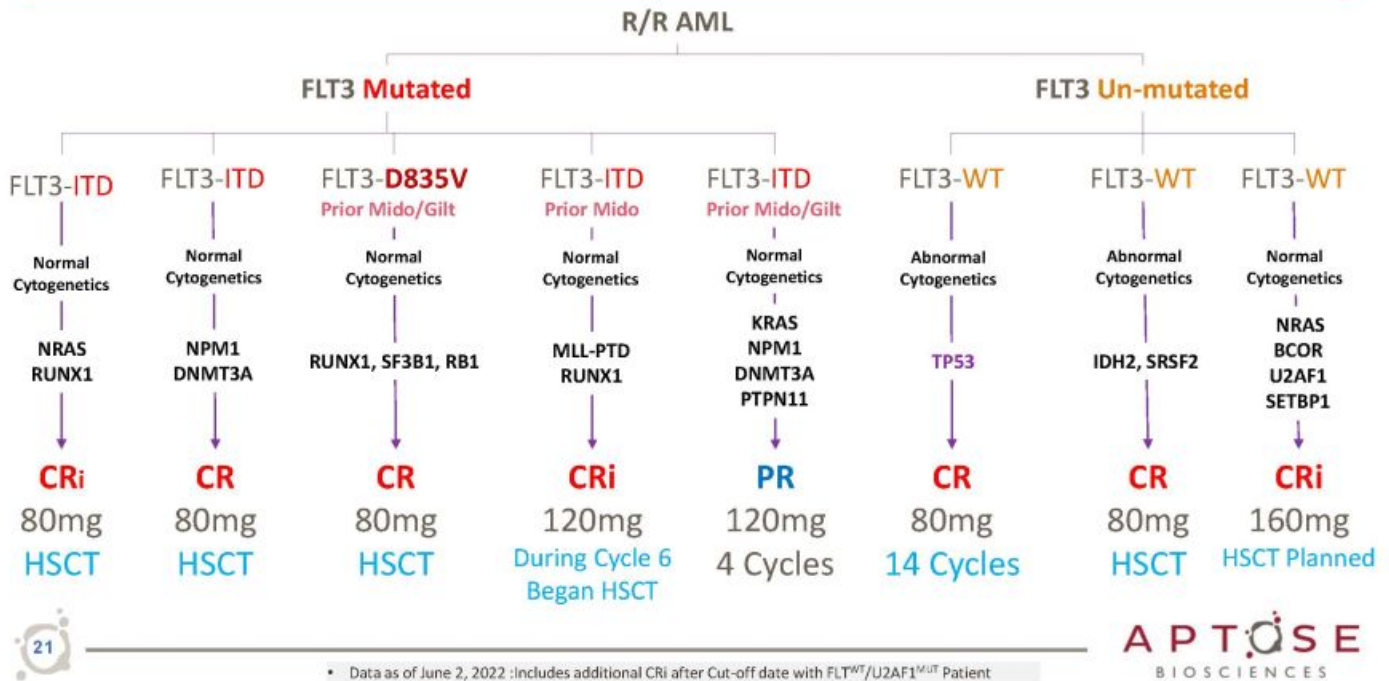 R/R AML
FLT3 Mutated
FLT3 Un-mutated
FLT3-ITD
Normal
Cytogenetics
NRAS
RUNX1
CRi
80mg
HSCT
FLT3-ITD
Normal
Cytogenetics
NPM1
DNMT3A
CR
80mg
HSCT
FLT3-D835V
Prior Mido/Gilt
Normal
Cytogenetics
RUNX1, SF3B1, RB1
CR
80mg
HSCT
FLT3-ITD
Prior Mido
Normal
Cytogenetics
MLL-PTD
RUNX1
CRi
120mg
During Cycle 6
Began HSCT
FLT3-ITD
Prior Mido/Gilt
Normal
Cytogenetics
KRAS
NPM1
DNMT3A
PTPN11
PR
120mg
4 Cycles
FLT3-WT
Abnormal
Cytogenetics
TP53
CR
80mg
14 Cycles
FLT3-WT
Abnormal
Cytogenetics
IDH2, SRSF2
CR
80mg
HSCT
FLT3-WT
Normal
Cytogenetics
NRAS
BCOR
U2AF1
SETBP1
CRi
160mg
HSCT Planned
21
• Data as of June 2, 2022 :Includes additional CRi after Cut-off date with FLT^WT/U2AF1^MUT Patient
APTOSE
BIOSCIENCES